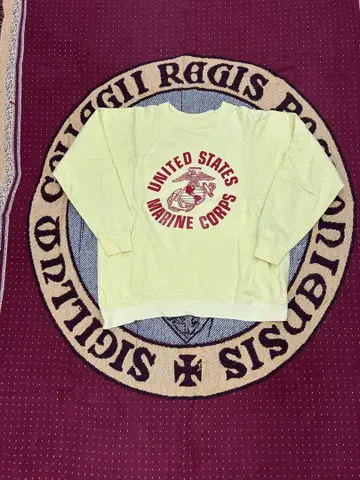 UNITED STATES
MARINE CORPS
SIGILLUM
COLLEGII REGIS